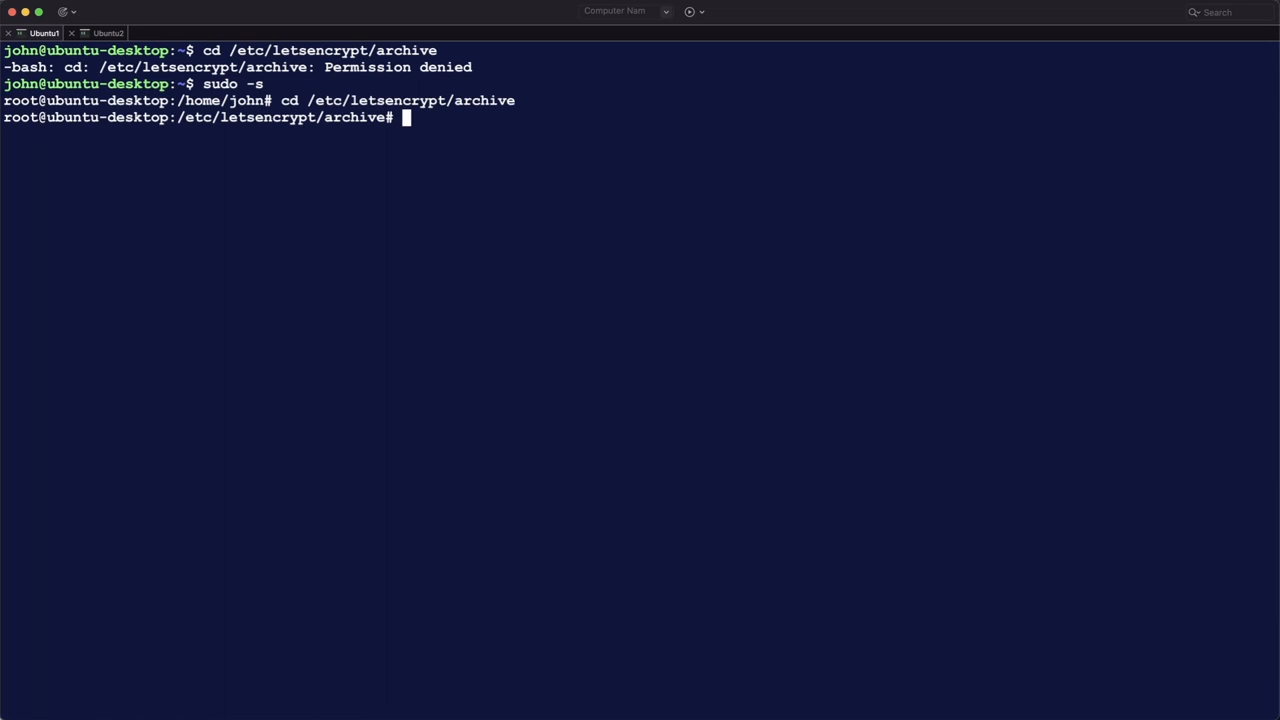 Computer Nam
Search
Ubuntu1
Ubuntu2
john@ubuntu-desktop:~$ cd /etc/letsencrypt/archive
-bash: cd: /etc/letsencrypt/archive: Permission denied
john@ubuntu-desktop:~$ sudo -s
root@ubuntu-desktop:/home/john# cd /etc/letsencrypt/archive
root@ubuntu-desktop:/etc/letsencrypt/archive#